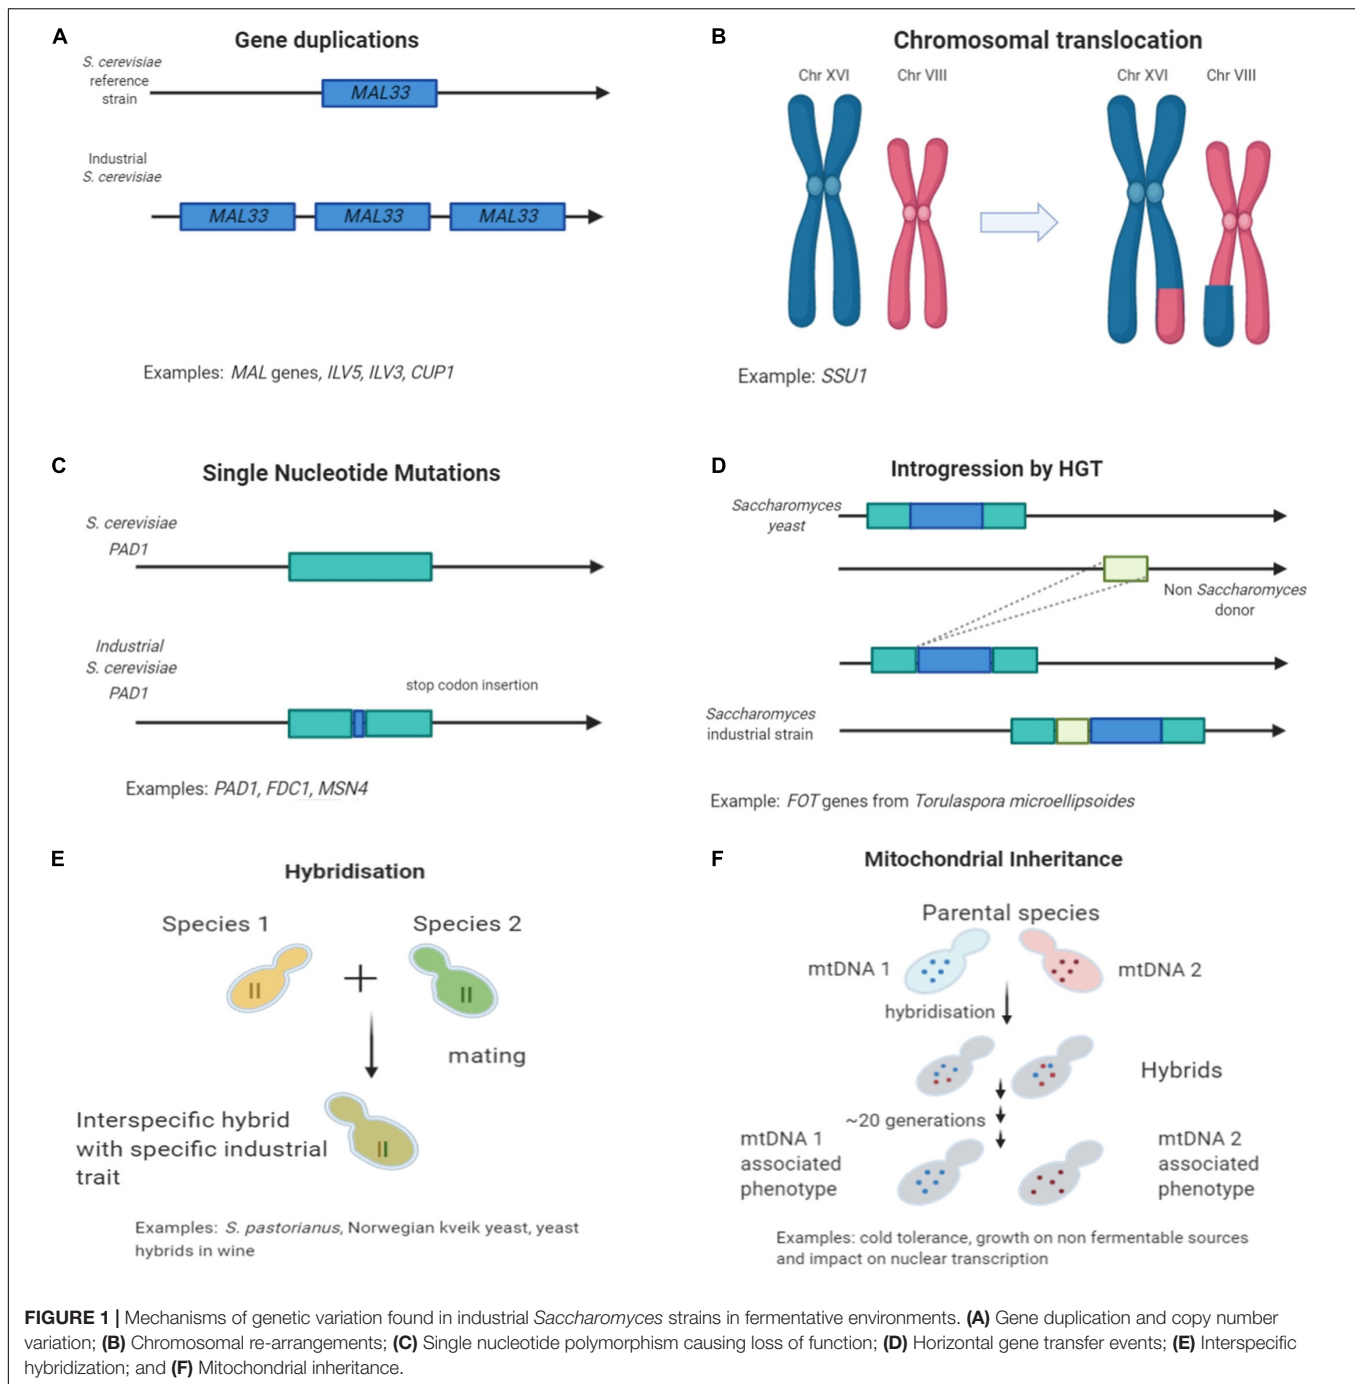 A
Gene duplications
S. cerevisiae
reference
strain
MAL33
Industrial
S. cerevisiae
MAL33
MAL33
MAL33
Examples: MAL genes, ILV5, ILV3, CUP1
B
Chromosomal translocation
Chr XVI
Chr VIII
Chr XVI
Chr VIII
Example: SSU1
C
Single Nucleotide Mutations
S. cerevisiae
PAD1
Industrial
S. cerevisiae
PAD1
stop codon insertion
Examples: PAD1, FDC1, MSN4
D
Introgression by HGT
Saccharomyces
yeast
Non Saccharomyces
donor
Saccharomyces
industrial strain
Example: FOT genes from Torulaspora microellipsoides
E
Hybridisation
Species 1
Species 2
mating
Interspecific hybrid
with specific industrial
trait
Examples: S. pastorianus, Norwegian kveik yeast, yeast
hybrids in wine
F
Mitochondrial Inheritance
Parental species
mtDNA 1
mtDNA 2
hybridisation
Hybrids
~20 generations
mtDNA 1
associated
phenotype
mtDNA 2
associated
phenotype
Examples: cold tolerance, growth on non fermentable sources
and impact on nuclear transcription
FIGURE 1 | Mechanisms of genetic variation found in industrial Saccharomyces strains in fermentative environments. (A) Gene duplication and copy number
variation; (B) Chromosomal re-arrangements; (C) Single nucleotide polymorphism causing loss of function; (D) Horizontal gene transfer events; (E) Interspecific
hybridization; and (F) Mitochondrial inheritance.